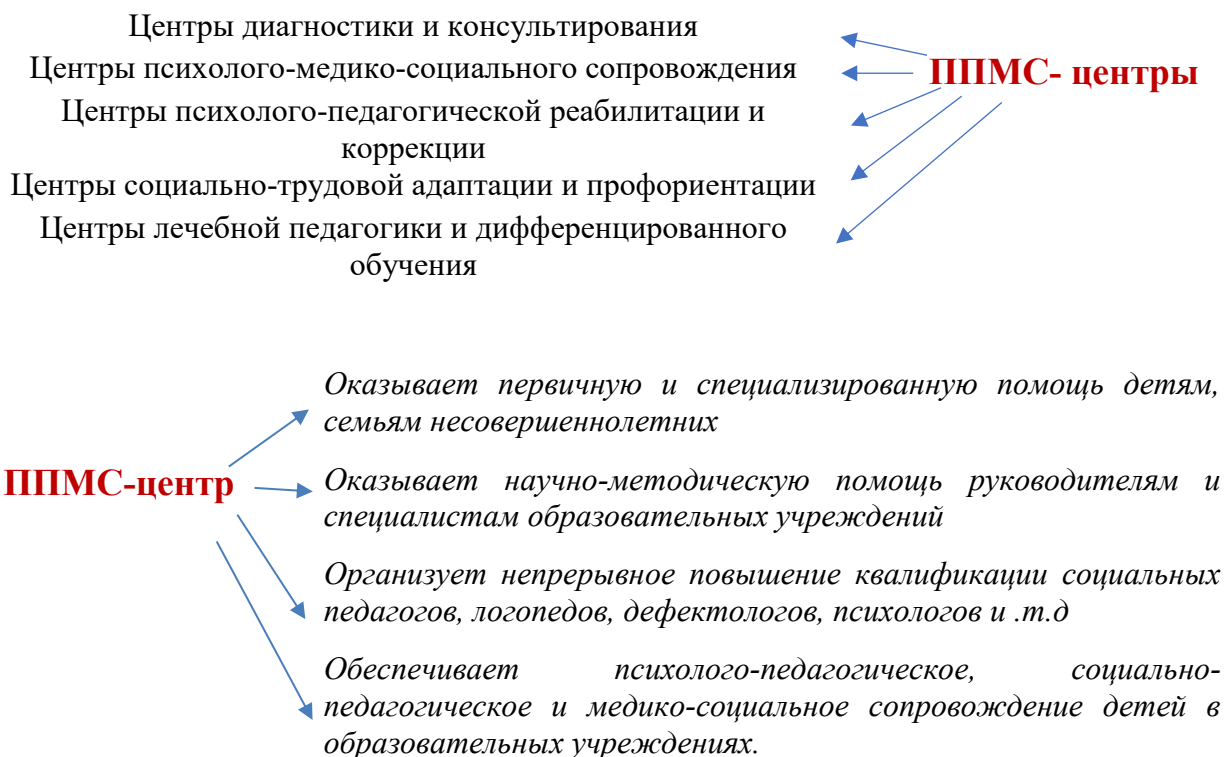 Центры диагностики и консультирования
Центры психолого-медико-социального сопровождения
ППМС- центры
Центры психолого-педагогической реабилитации и
коррекции
Центры социально-трудовой адаптации и профориентации
Центры лечебной педагогики и дифференцированного
обучения
Оказывает первичную и специализированную помощь детям,
семьям несовершеннолетних
ППМС-центр
Оказывает научно-методическую помощь руководителям и
специалистам образовательных учреждений
Организует непрерывное повышение квалификации социальных
педагогов, логопедов, дефектологов, психологов и .т.д
Обеспечивает психолого-педагогическое, социально-
педагогическое и медико-социальное сопровождение детей в
образовательных учреждениях.